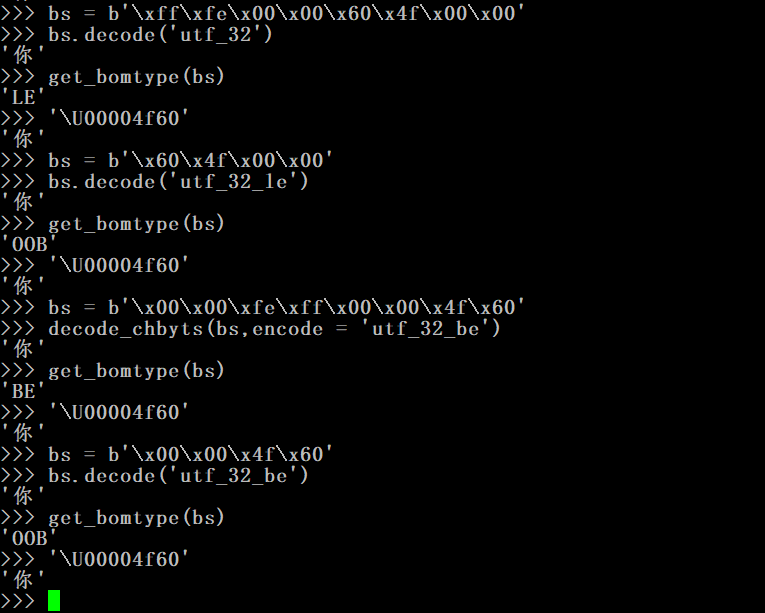 >>> bs = b'\xff\xfe\x00\x00\x60\x4f\x00\x00'
>>> bs.decode('utf_32')
'你'
>>> get_bomtype(bs)
'LE'
>>> '\U00004f60'
'你'
>>> bs = b'\x60\x4f\x00\x00'
>>> bs.decode('utf_32_le')
'你'
>>> get_bomtype(bs)
'OOB'
>>> '\U00004f60'
'你'
>>> bs = b'\x00\x00\xfe\xff\x00\x00\x4f\x60'
>>> decode_chbyts(bs,encode = 'utf_32_be')
'你'
>>> get_bomtype(bs)
'BE'
>>> '\U00004f60'
'你'
>>> bs = b'\x00\x00\x4f\x60'
>>> bs.decode('utf_32_be')
'你'
>>> get_bomtype(bs)
'OOB'
>>> '\U00004f60'
'你'
>>>